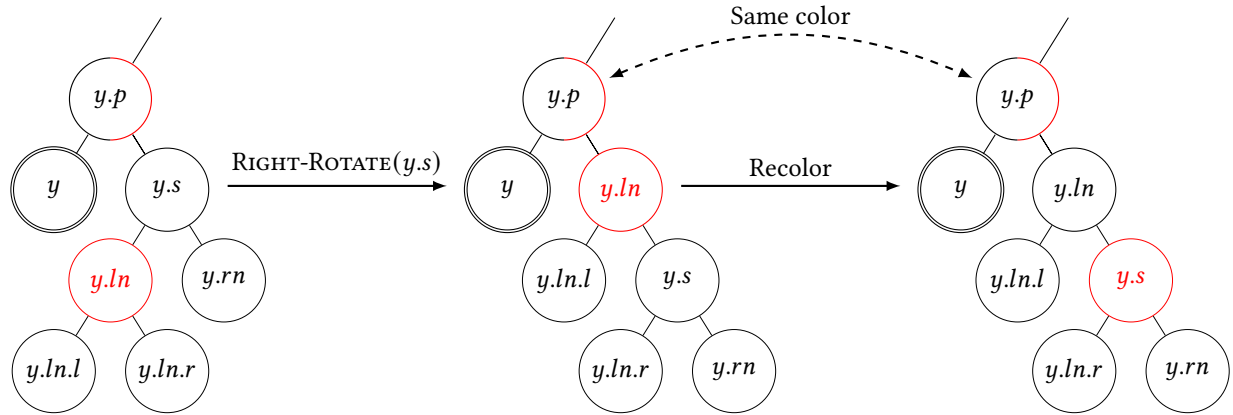 Same color
y.p
y.p
y.p
y
y.s
RIGHT-ROTATE(y.s)
y
y.ln
Recolor
y
y.ln
y.ln
y.rn
y.ln.l
y.s
y.ln.l
y.s
y.ln.l
y.ln.r
y.ln.r
y.rn
y.ln.r
y.rn